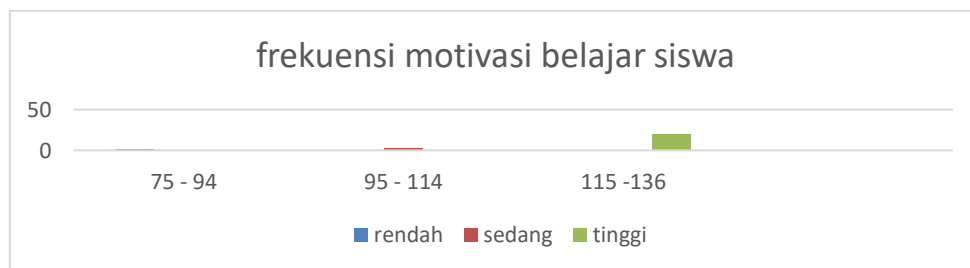 frekuensi motivasi belajar siswa
50
0
75 - 94 95 - 114 115 -136
rendah sedang tinggi